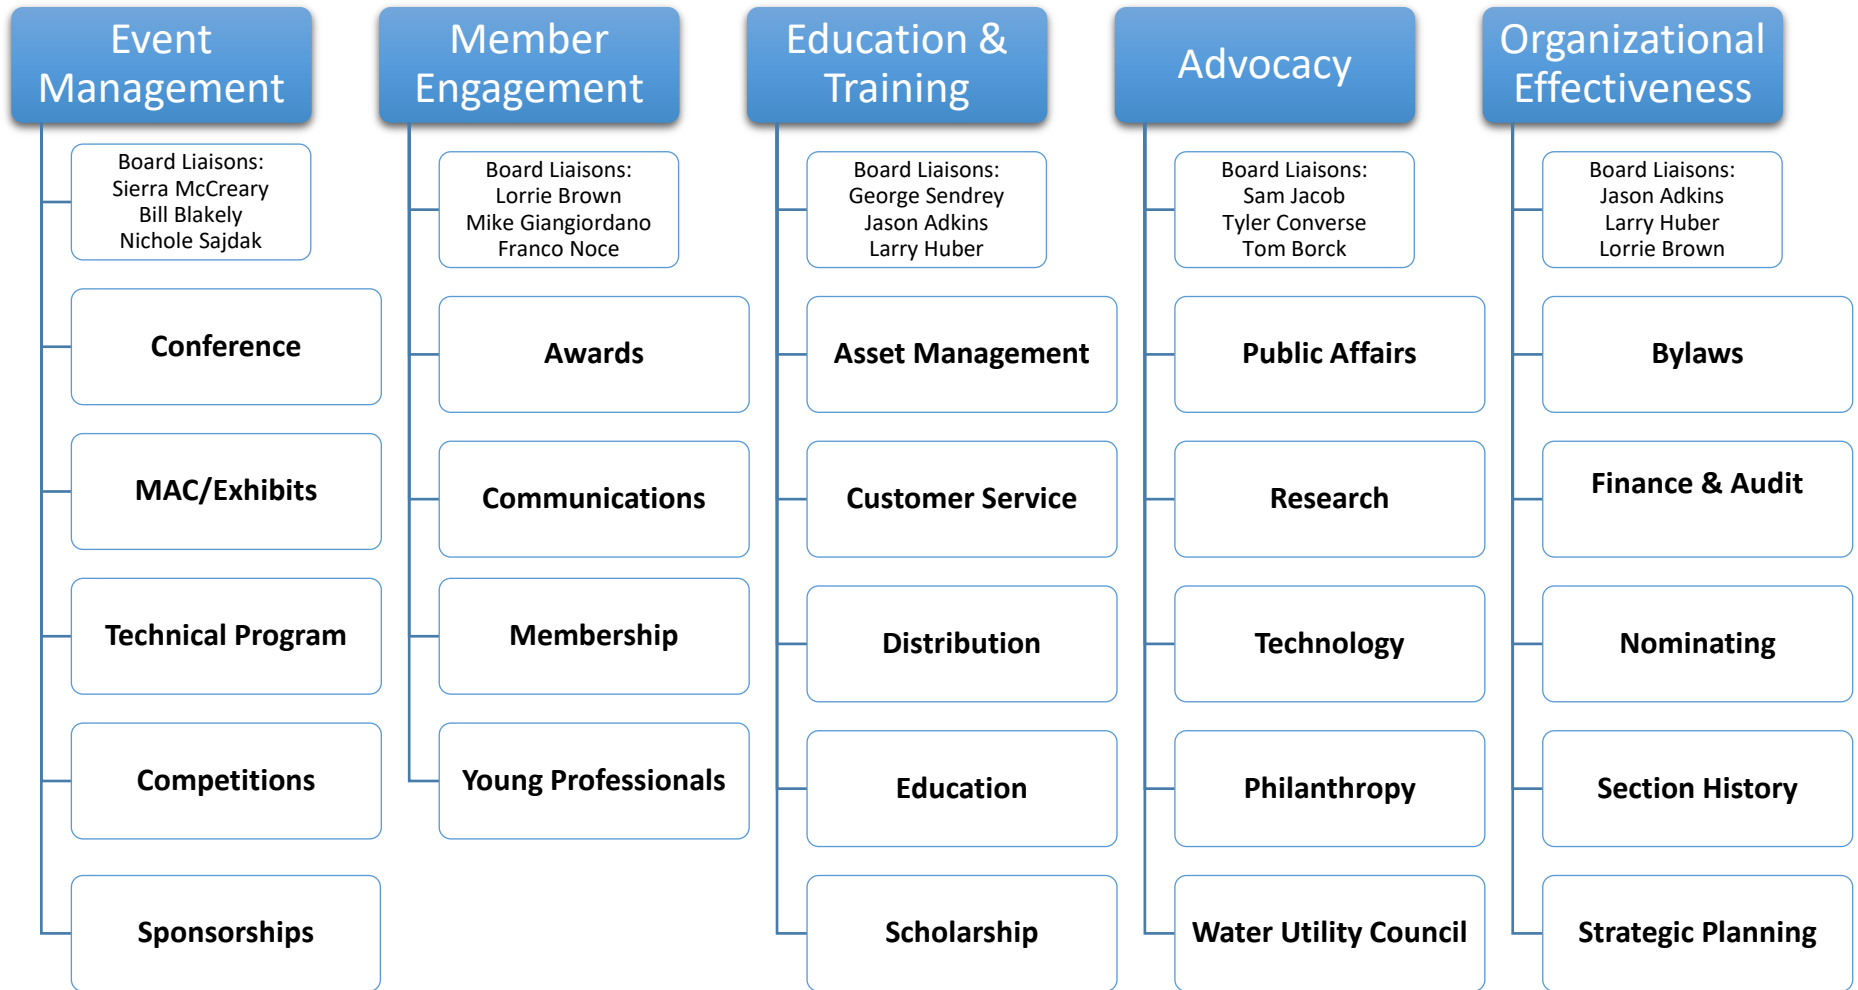 Event
Management
Board Liaisons:
Sierra McCreary
Bill Blakely
Nichole Sajdak
Conference
MAC/Exhibits
Technical Program
Competitions
Sponsorships
Member
Engagement
Board Liaisons:
Lorrie Brown
Mike Giangiordano
Franco Noce
Awards
Communications
Membership
Young Professionals
Education &
Training
Board Liaisons:
George Sendrey
Jason Adkins
Larry Huber
Asset Management
Customer Service
Distribution
Education
Scholarship
Advocacy
Board Liaisons:
Sam Jacob
Tyler Converse
Tom Borck
Public Affairs
Research
Technology
Philanthropy
Water Utility Council
Organizational
Effectiveness
Board Liaisons:
Jason Adkins
Larry Huber
Lorrie Brown
Bylaws
Finance & Audit
Nominating
Section History
Strategic Planning